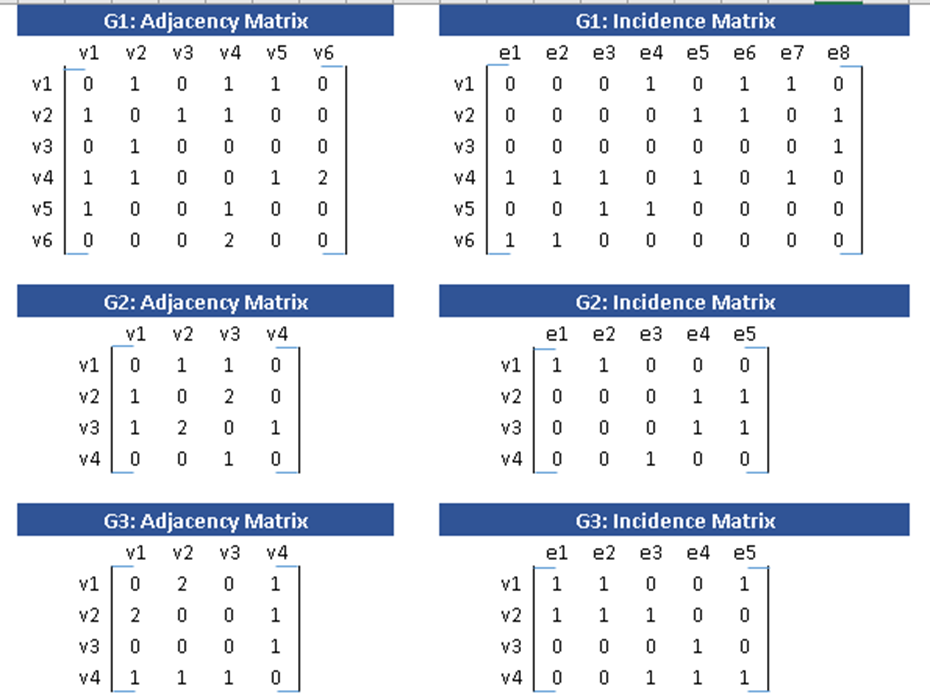 G1: Adjacency Matrix
v1 v2 v3 v4 v5 v6
v1 0 1 0 1 1 0
v2 1 0 1 1 0 0
v3 0 1 0 0 0 0
v4 1 1 0 0 1 2
v5 1 0 0 1 0 0
v6 0 0 0 2 0 0
G1: Incidence Matrix
e1 e2 e3 e4 e5 e6 e7 e8
v1 0 0 0 1 0 1 1 0
v2 0 0 0 0 1 1 0 1
v3 0 0 0 0 0 0 0 1
v4 1 1 1 0 1 0 1 0
v5 0 0 1 1 0 0 0 0
v6 1 1 0 0 0 0 0 0
G2: Adjacency Matrix
v1 v2 v3 v4
v1 0 1 1 0
v2 1 0 2 0
v3 1 2 0 1
v4 0 0 1 0
G2: Incidence Matrix
e1 e2 e3 e4 e5
v1 1 1 0 0 0
v2 0 0 0 1 1
v3 0 0 0 1 1
v4 0 0 1 0 0
G3: Adjacency Matrix
v1 v2 v3 v4
v1 0 2 0 1
v2 2 0 0 1
v3 0 0 0 1
v4 1 1 1 0
G3: Incidence Matrix
e1 e2 e3 e4 e5
v1 1 1 0 0 1
v2 1 1 1 0 0
v3 0 0 0 1 0
v4 0 0 1 1 1